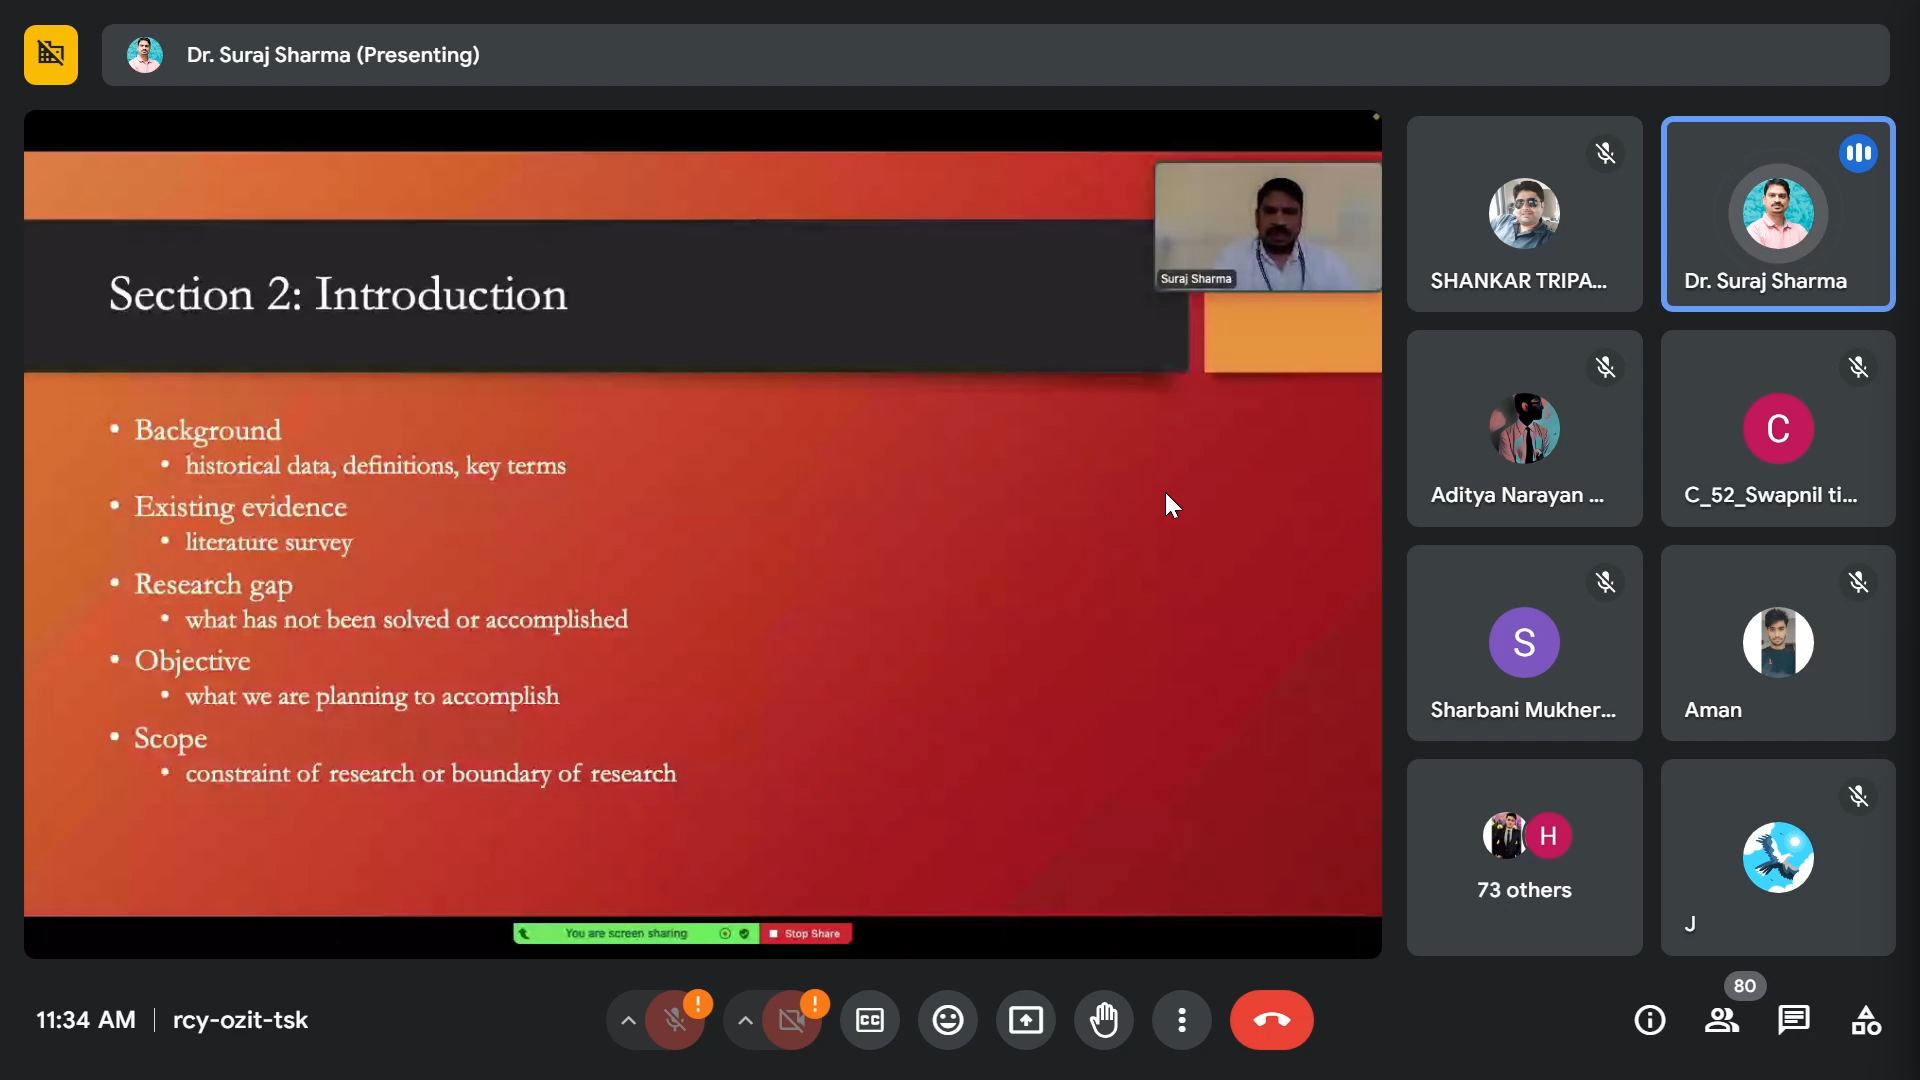 Dr. Suraj Sharma (Presenting)
Section 2: Introduction
Suraj Sharma
• Background
• historical data, definitions, key terms
• Existing evidence
• literature survey
• Research gap
• what has not been solved or accomplished
• Objective
• what we are planning to accomplish
• Scope
• constraint of research or boundary of research
You are screen sharing
Stop Share
SHANKAR TRIPA...
Dr. Suraj Sharma
Aditya Narayan ...
C
C_52_Swapnil ti...
S
Sharbani Mukher...
Aman
H
73 others
J
11:34 AM
rcy-ozit-tsk
!
!
CC
80